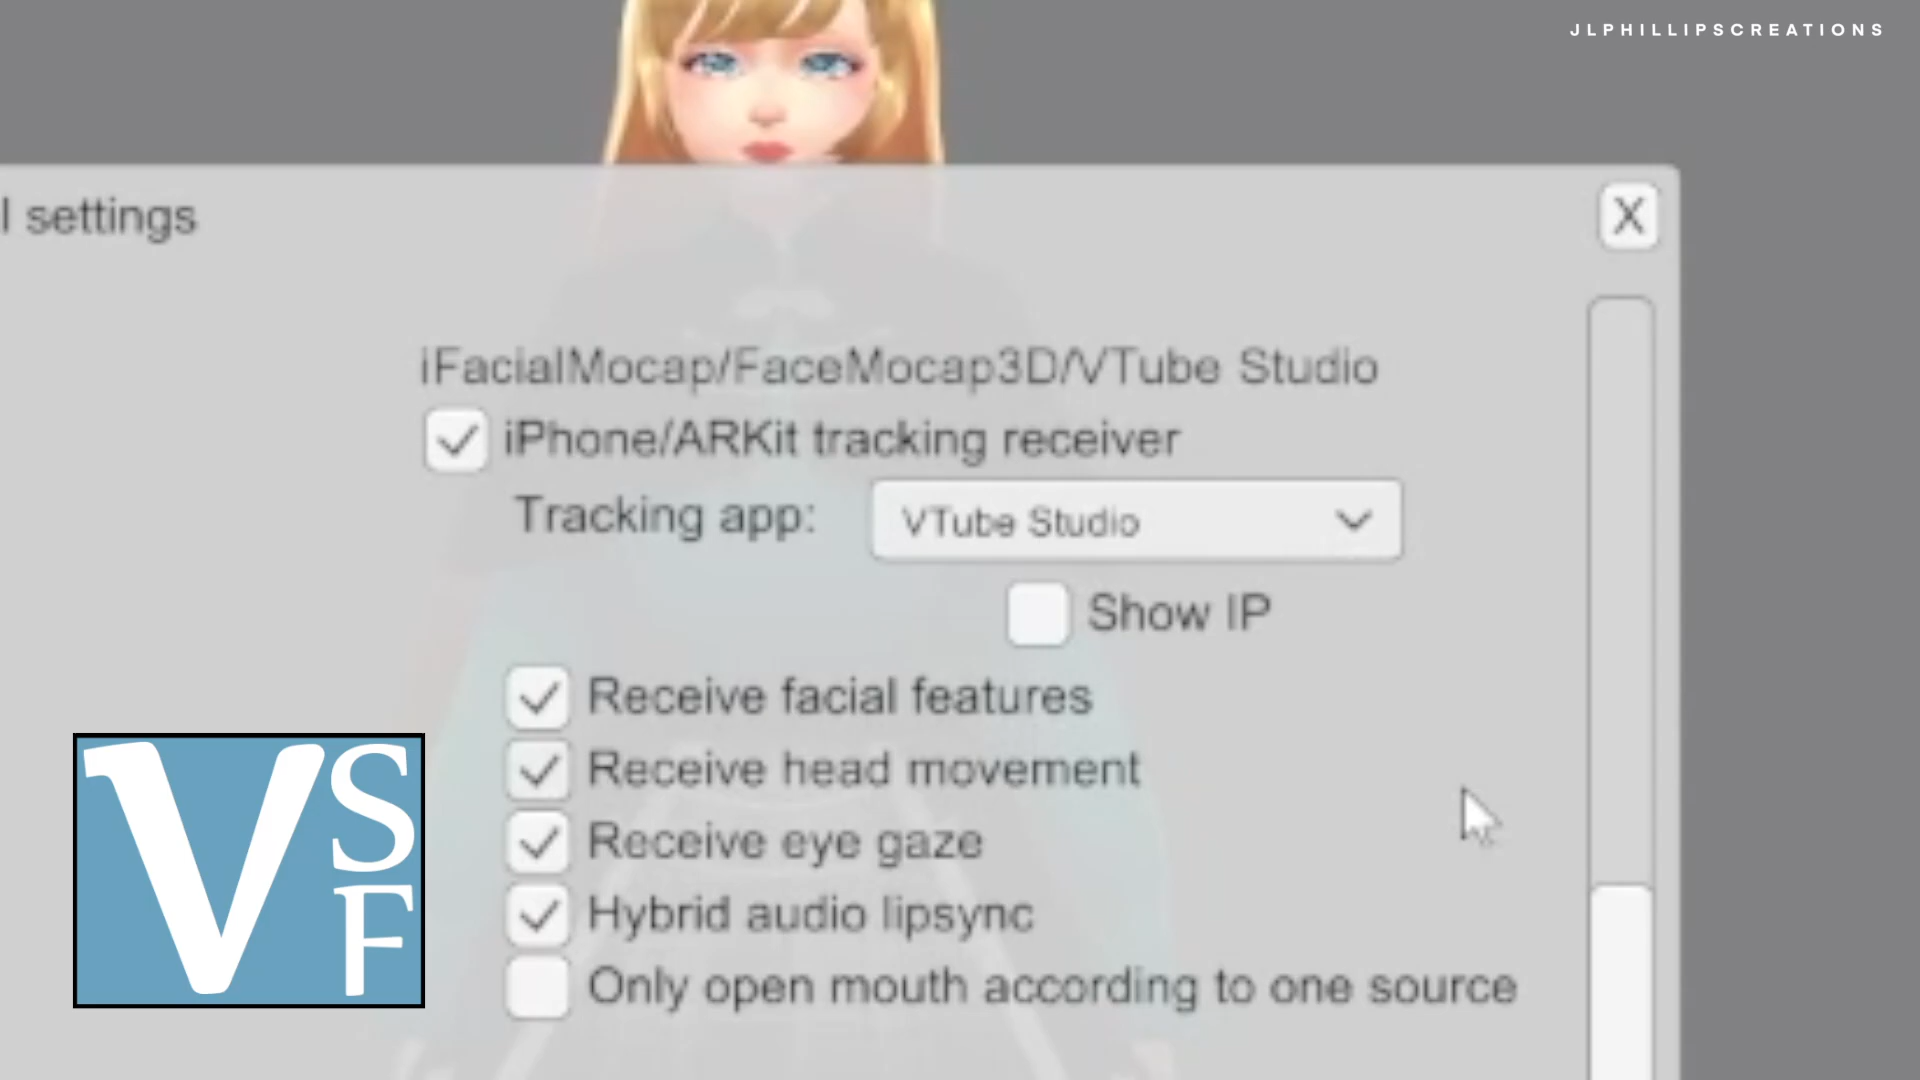 JLPHILLIPSCREATIONS
l settings
X
iFacialMocap/FaceMocap3D/VTube Studio
iPhone/ARKit tracking receiver
Tracking app: VTube Studio
Show IP
Receive facial features
Receive head movement
Receive eye gaze
Hybrid audio lipsync
Only open mouth according to one source
VSF